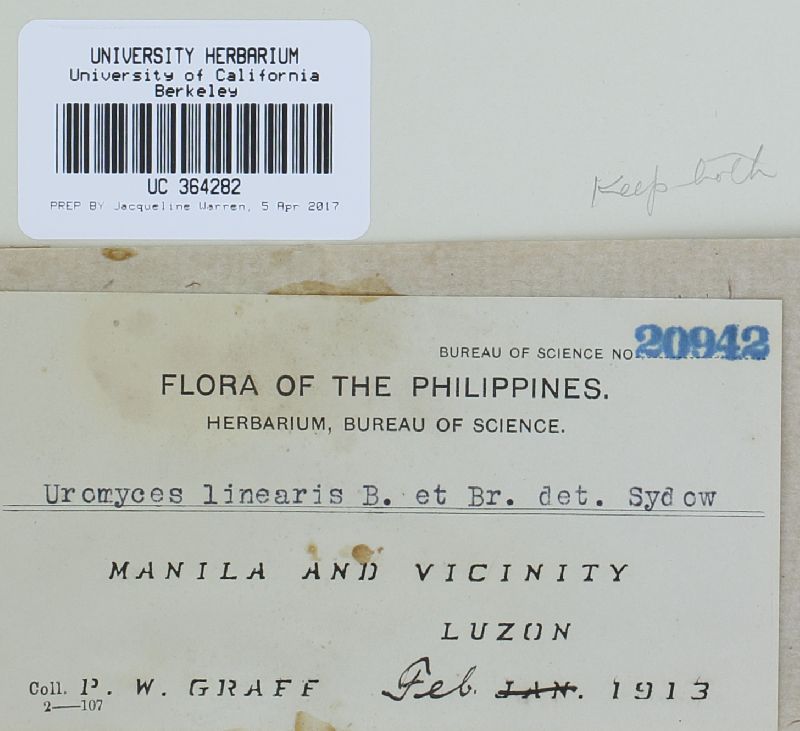 UNIVERSITY HERBARIUM
University of California
Berkeley
UC 364282
PREP BY Jacqueline Warren, 5 Apr 2017
Keep both
BUREAU OF SCIENCE NO. 20942
FLORA OF THE PHILIPPINES.
HERBARIUM, BUREAU OF SCIENCE.
Uromyces linearis B. et Br. det. Sydow
MANILA AND VICINITY
LUZON
Coll. P. W. GRAFF Feb. JAN. 1913
2—107